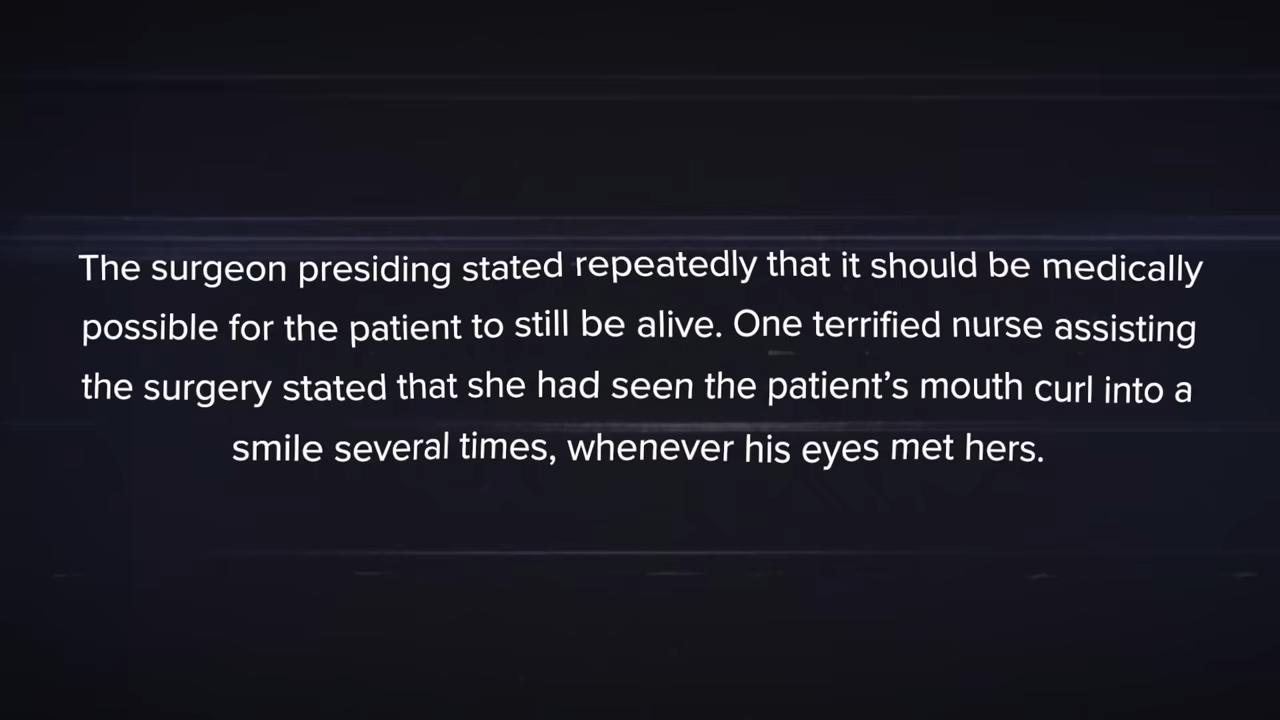 The surgeon presiding stated repeatedly that it should be medically
possible for the patient to still be alive. One terrified nurse assisting
the surgery stated that she had seen the patient’s mouth curl into a
smile several times, whenever his eyes met hers.